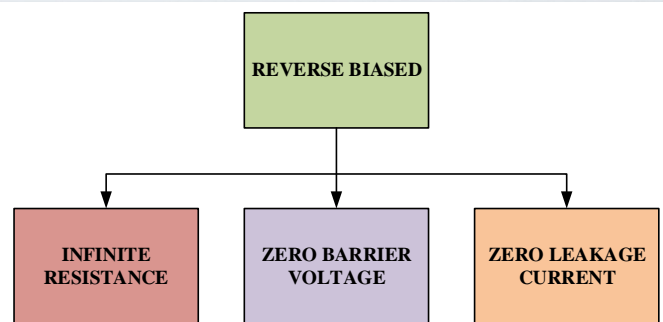 REVERSE BIASED
INFINITE
RESISTANCE
ZERO BARRIER
VOLTAGE
ZERO LEAKAGE
CURRENT